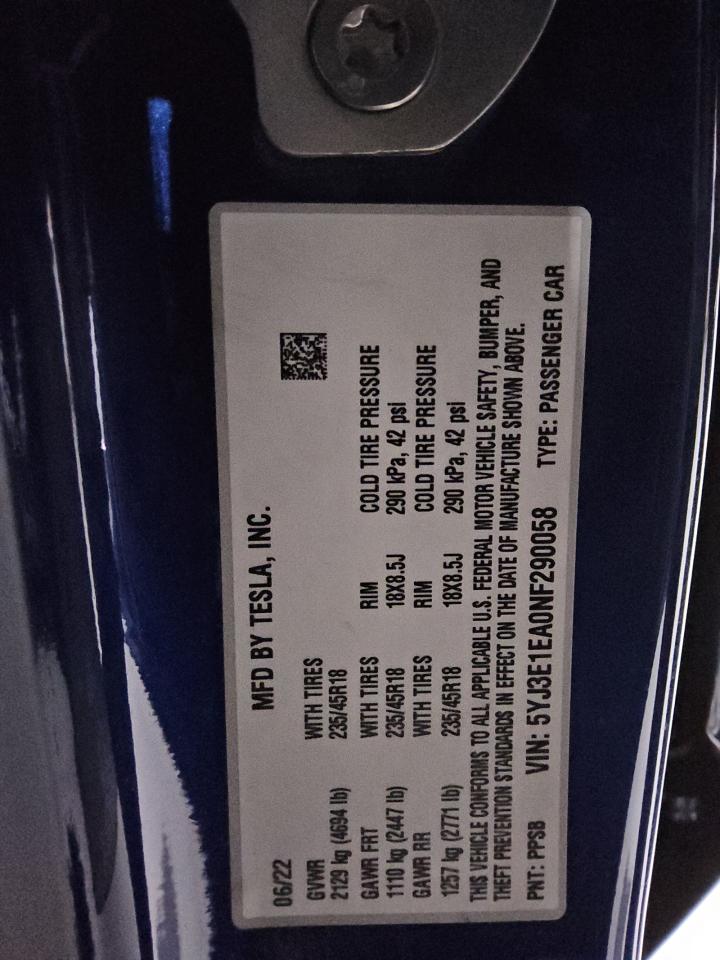 MFD BY TESLA, INC.
06/22
GVWR WITH TIRES
2129 kg (4694 lb) 235/45R18
GAWR FRT WITH TIRES RIM COLD TIRE PRESSURE
1110 kg (2447 lb) 235/45R18 18X8.5J 290 kPa, 42 psi
GAWR RR WITH TIRES RIM COLD TIRE PRESSURE
1257 kg (2771 lb) 235/45R18 18X8.5J 290 kPa, 42 psi
THIS VEHICLE CONFORMS TO ALL APPLICABLE U.S. FEDERAL MOTOR VEHICLE SAFETY, BUMPER, AND
THEFT PREVENTION STANDARDS IN EFFECT ON THE DATE OF MANUFACTURE SHOWN ABOVE.
PNT: PPSB VIN: 5YJ3E1EA0NF290058 TYPE: PASSENGER CAR